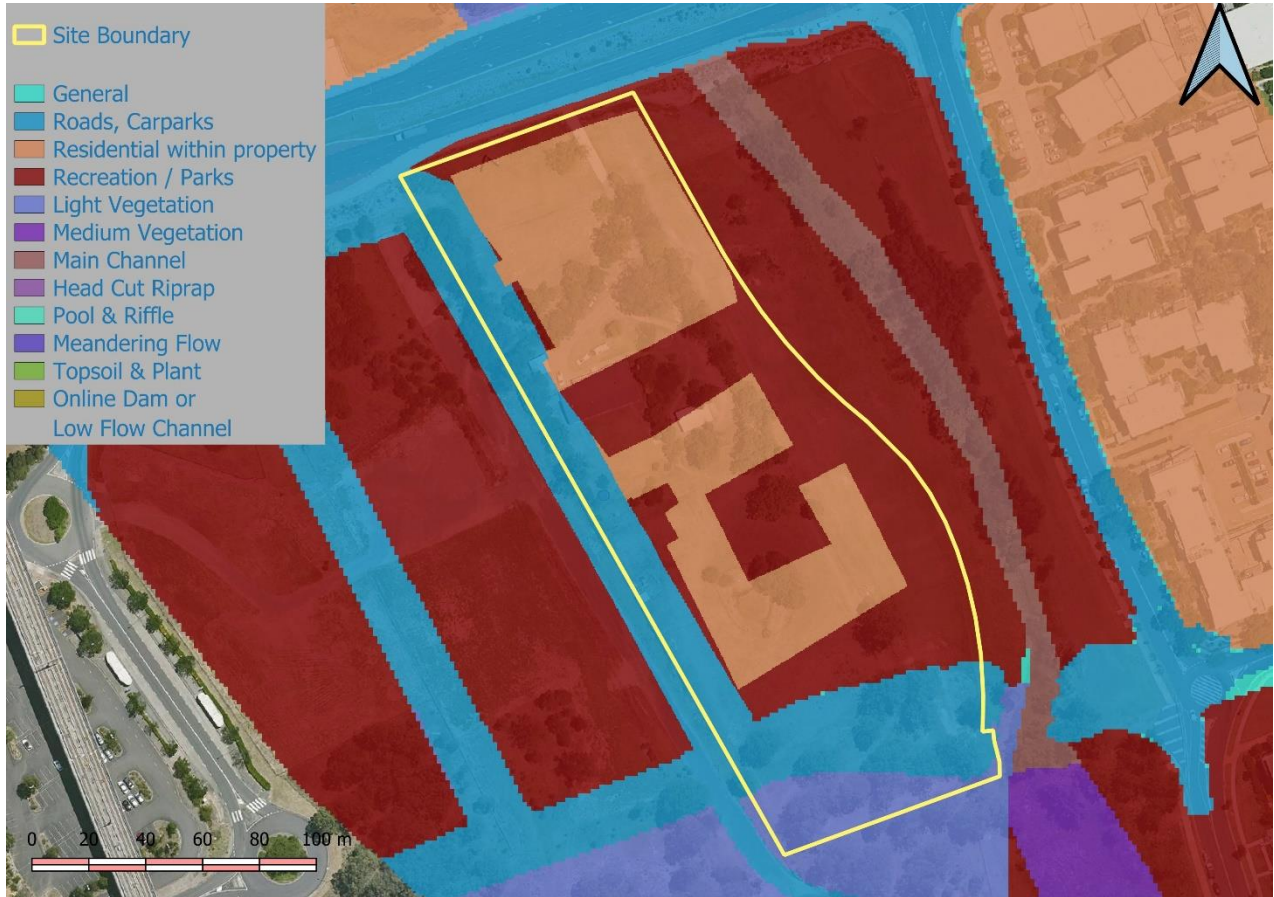 Site Boundary
General
Roads, Carparks
Residential within property
Recreation / Parks
Light Vegetation
Medium Vegetation
Main Channel
Head Cut Riprap
Pool & Riffle
Meandering Flow
Topsoil & Plant
Online Dam or
Low Flow Channel
0 20 40 60 80 100 m